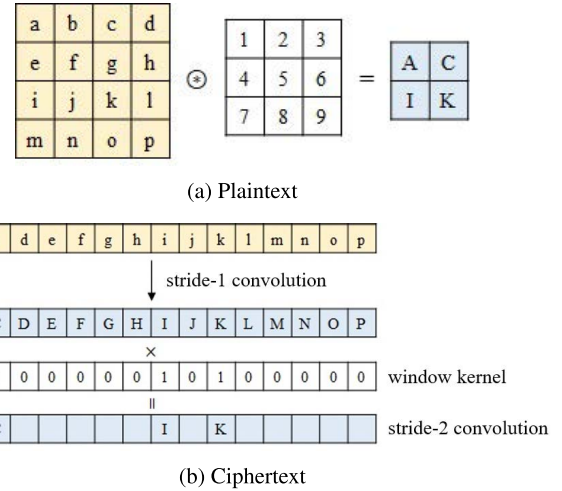 a b c d
e f g h
i j k l
m n o p
⊛
1 2 3
4 5 6
7 8 9
=
A C
I K
(a) Plaintext
d e f g h i j k l m n o p
stride-1 convolution
D E F G H I J K L M N O P
×
0 0 0 0 0 1 0 1 0 0 0 0 0 window kernel
=
I K stride-2 convolution
(b) Ciphertext